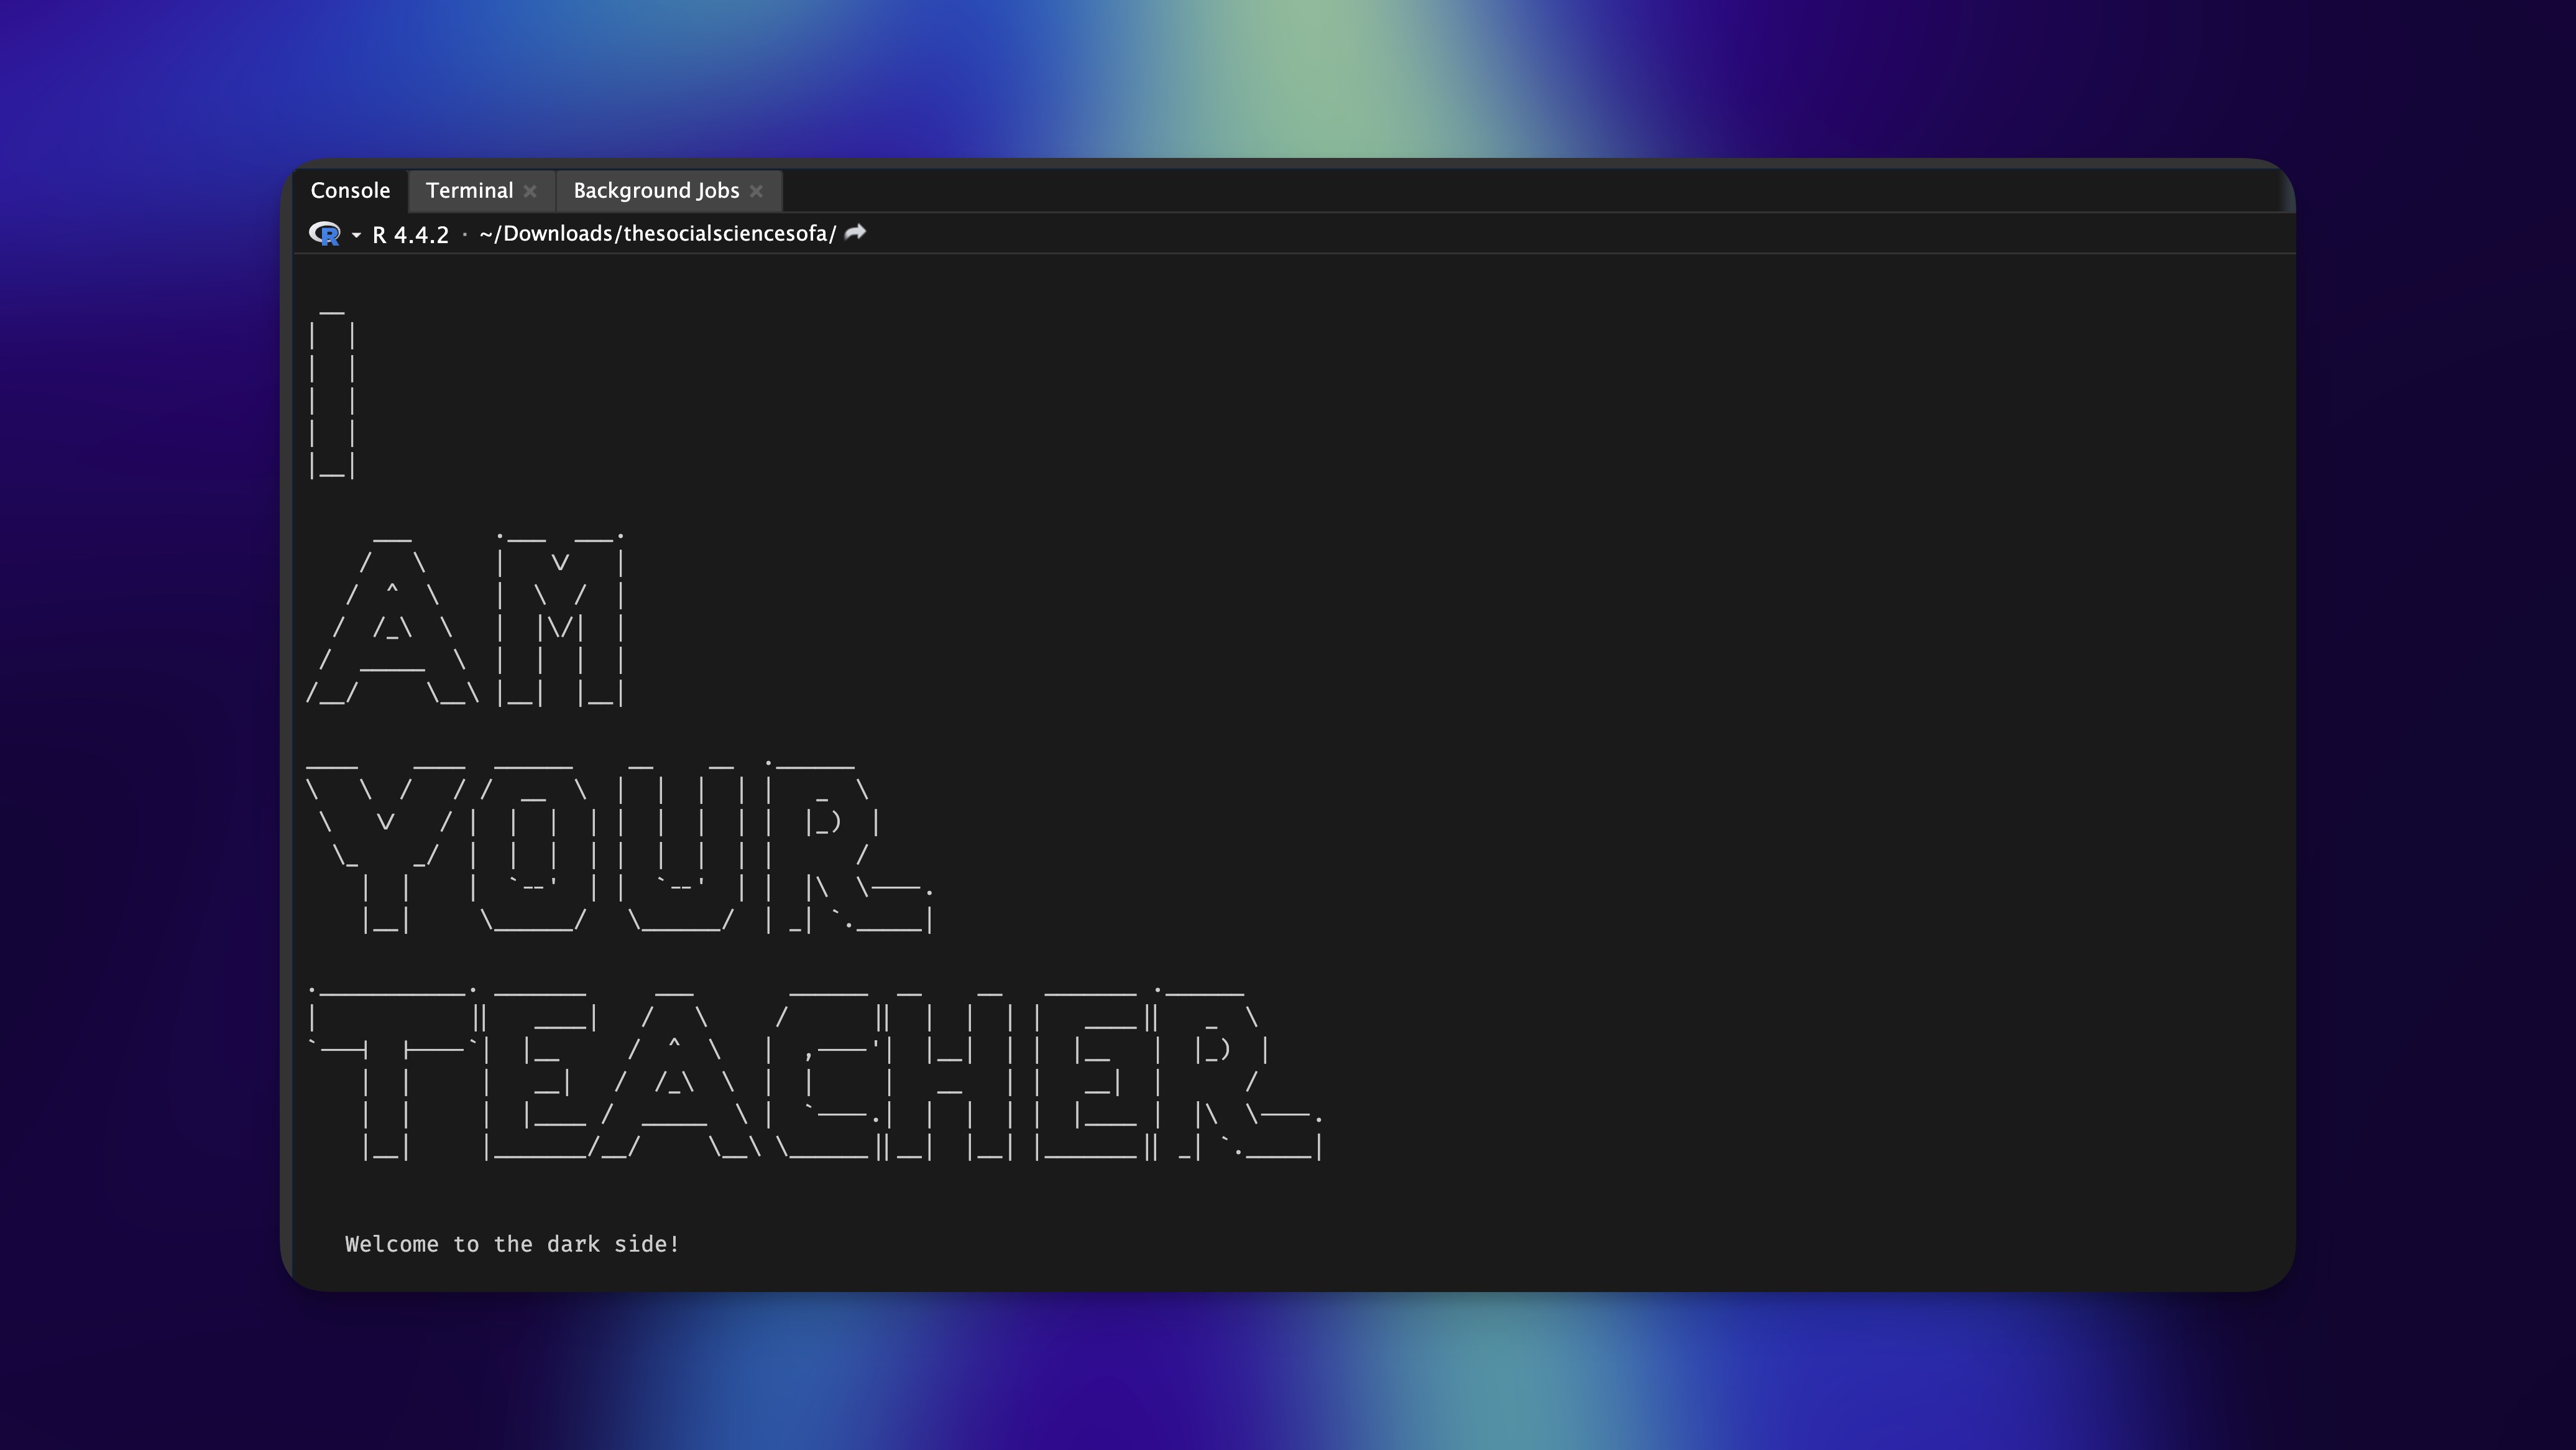 Console Terminal Background Jobs
R 4.4.2 · ~/Downloads/thesocialsciencesofa/
I
AM
YOUR
TEACHER
Welcome to the dark side!